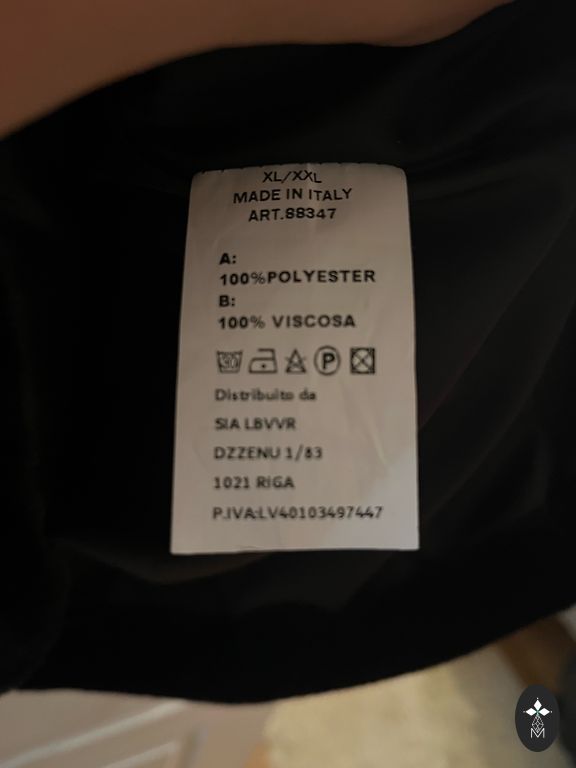 XL/XXL
MADE IN ITALY
ART.88347
A:
100%POLYESTER
B:
100% VISCOSA
30 P
Distribuito da
SIA LBVVR
DZZENU 1/83
1021 RIGA
P.IVA:LV40103497447
M